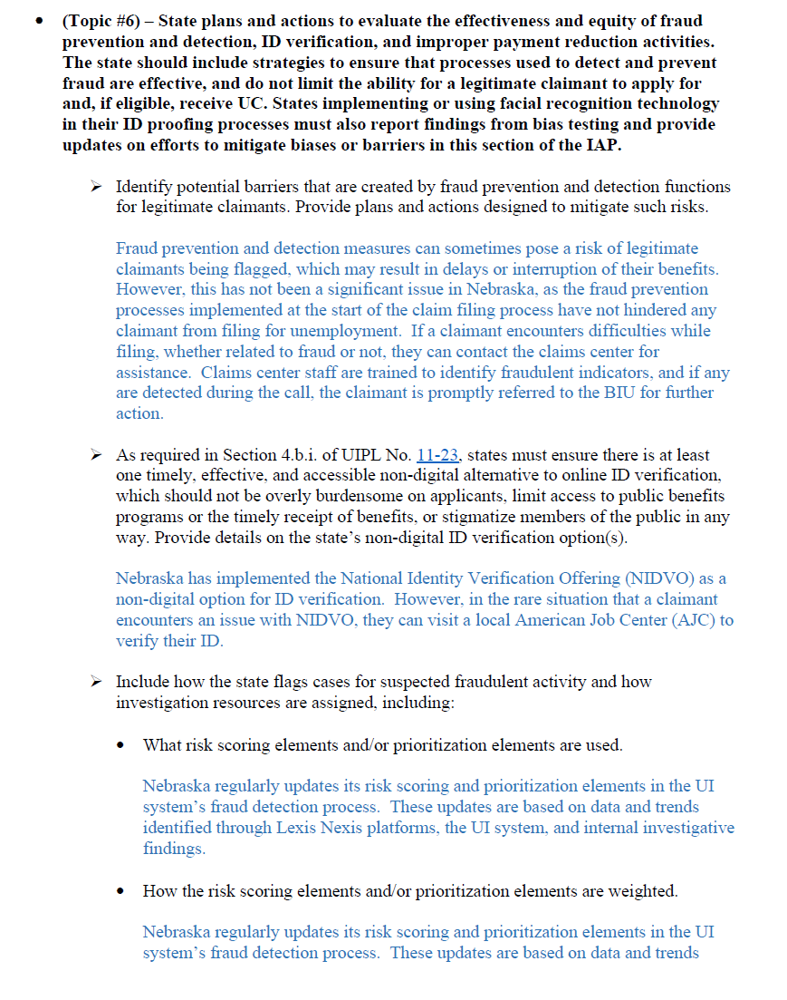 • (Topic #6) – State plans and actions to evaluate the effectiveness and equity of fraud
prevention and detection, ID verification, and improper payment reduction activities.
The state should include strategies to ensure that processes used to detect and prevent
fraud are effective, and do not limit the ability for a legitimate claimant to apply for
and, if eligible, receive UC. States implementing or using facial recognition technology
in their ID proofing processes must also report findings from bias testing and provide
updates on efforts to mitigate biases or barriers in this section of the IAP.
➢ Identify potential barriers that are created by fraud prevention and detection functions
for legitimate claimants. Provide plans and actions designed to mitigate such risks.
Fraud prevention and detection measures can sometimes pose a risk of legitimate
claimants being flagged, which may result in delays or interruption of their benefits.
However, this has not been a significant issue in Nebraska, as the fraud prevention
processes implemented at the start of the claim filing process have not hindered any
claimant from filing for unemployment.  If a claimant encounters difficulties while
filing, whether related to fraud or not, they can contact the claims center for
assistance.  Claims center staff are trained to identify fraudulent indicators, and if any
are detected during the call, the claimant is promptly referred to the BIU for further
action.
➢ As required in Section 4.b.i. of UIPL No. 11-23, states must ensure there is at least
one timely, effective, and accessible non-digital alternative to online ID verification,
which should not be overly burdensome on applicants, limit access to public benefits
programs or the timely receipt of benefits, or stigmatize members of the public in any
way. Provide details on the state’s non-digital ID verification option(s).
Nebraska has implemented the National Identity Verification Offering (NIDVO) as a
non-digital option for ID verification.  However, in the rare situation that a claimant
encounters an issue with NIDVO, they can visit a local American Job Center (AJC) to
verify their ID.
➢ Include how the state flags cases for suspected fraudulent activity and how
investigation resources are assigned, including:
• What risk scoring elements and/or prioritization elements are used.
Nebraska regularly updates its risk scoring and prioritization elements in the UI
system’s fraud detection process.  These updates are based on data and trends
identified through Lexis Nexis platforms, the UI system, and internal investigative
findings.
• How the risk scoring elements and/or prioritization elements are weighted.
Nebraska regularly updates its risk scoring and prioritization elements in the UI
system’s fraud detection process.  These updates are based on data and trends